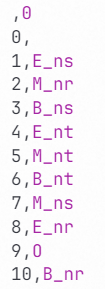 ,0
0,
1,E_ns
2,M_nr
3,B_ns
4,E_nt
5,M_nt
6,B_nt
7,M_ns
8,E_nr
9,O
10,B_nr